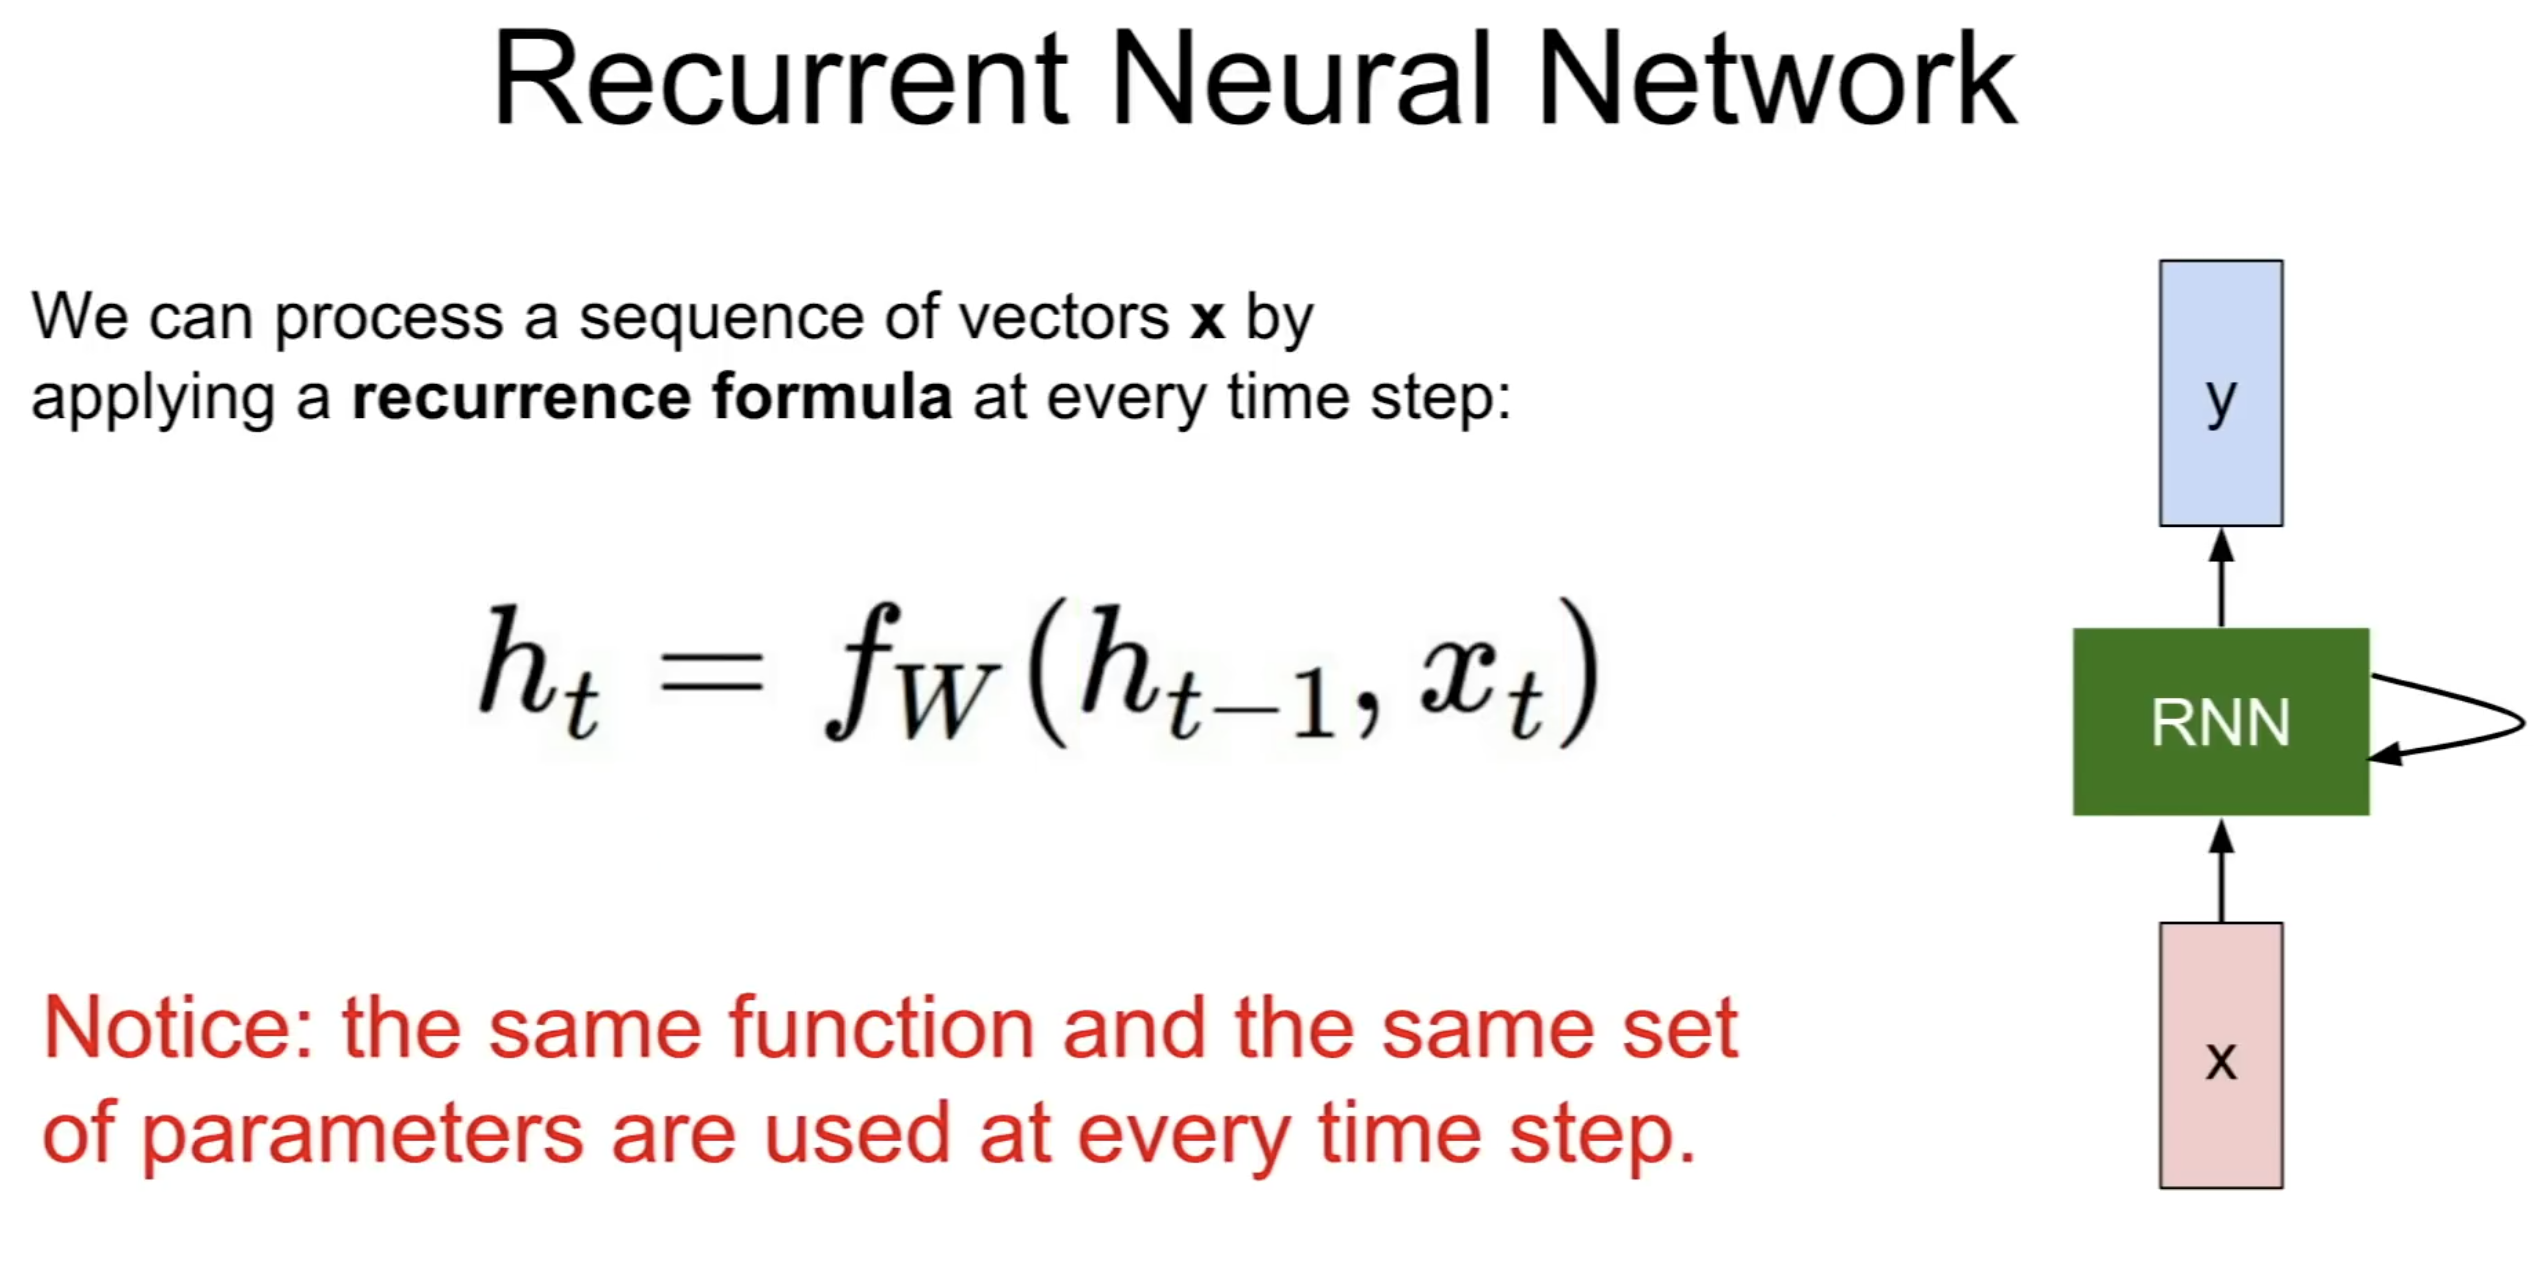 Recurrent Neural Network
We can process a sequence of vectors x by
applying a recurrence formula at every time step:
h_t = f_W(h_{t-1}, x_t)
Notice: the same function and the same set
of parameters are used at every time step.
y
RNN
x